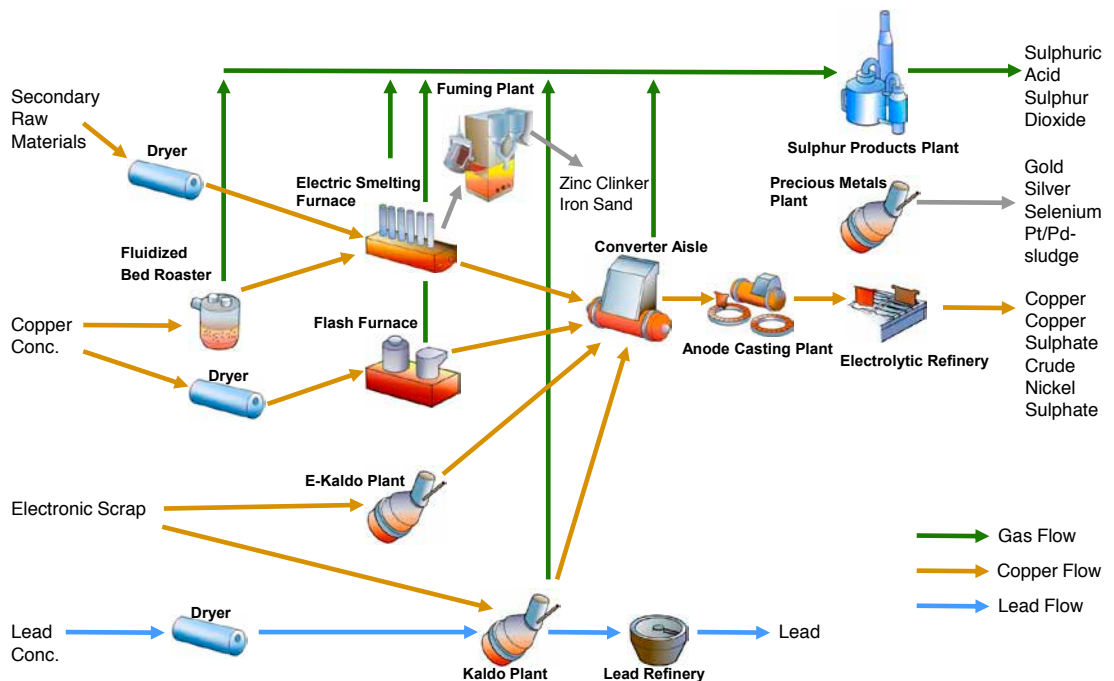 Sulphuric
Acid
Sulphur
Dioxide
Secondary
Raw
Materials
Fuming Plant
Dryer
Sulphur Products Plant
Electric Smelting
Furnace
Zinc Clinker
Iron Sand
Precious Metals
Plant
Gold
Silver
Selenium
Pt/Pd-
sludge
Fluidized
Bed Roaster
Converter Aisle
Copper
Conc.
Flash Furnace
Anode Casting Plant
Electrolytic Refinery
Copper
Copper
Sulphate
Crude
Nickel
Sulphate
Dryer
E-Kaldo Plant
Electronic Scrap
Gas Flow
Copper Flow
Lead Flow
Dryer
Lead
Conc.
Kaldo Plant
Lead Refinery
Lead